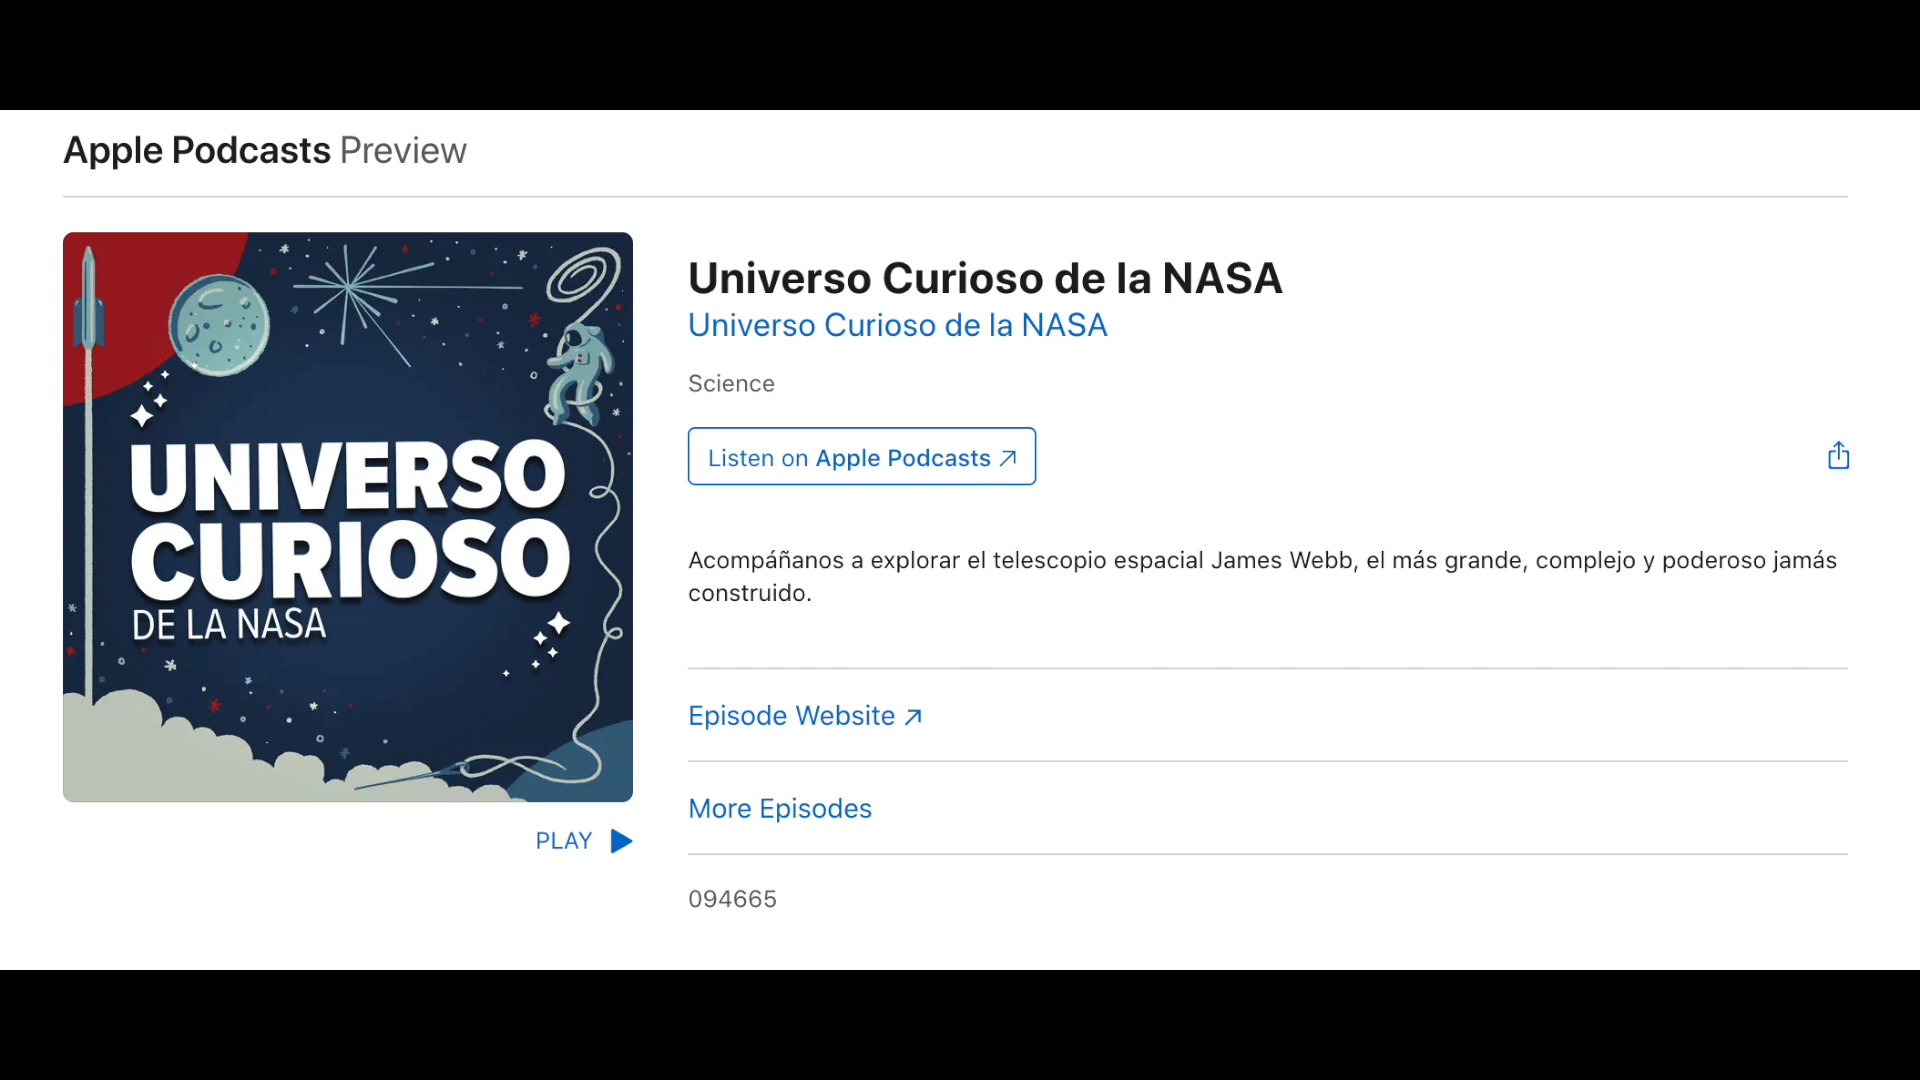 Apple Podcasts Preview
UNIVERSO
CURIOSO
DE LA NASA
PLAY
Universo Curioso de la NASA
Universo Curioso de la NASA
Science
Listen on Apple Podcasts
Acompáñanos a explorar el telescopio espacial James Webb, el más grande, complejo y poderoso jamás
construido.
Episode Website
More Episodes
094665